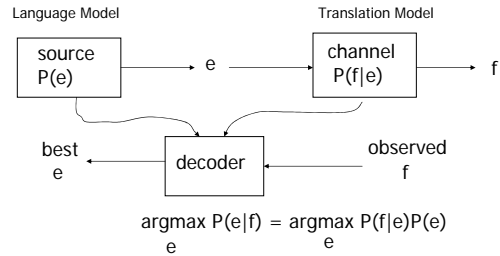 Language Model
Translation Model
source
P(e)
e
channel
P(f|e)
f
best
e
decoder
observed
f
argmax P(e|f) = argmax P(f|e)P(e)
e e